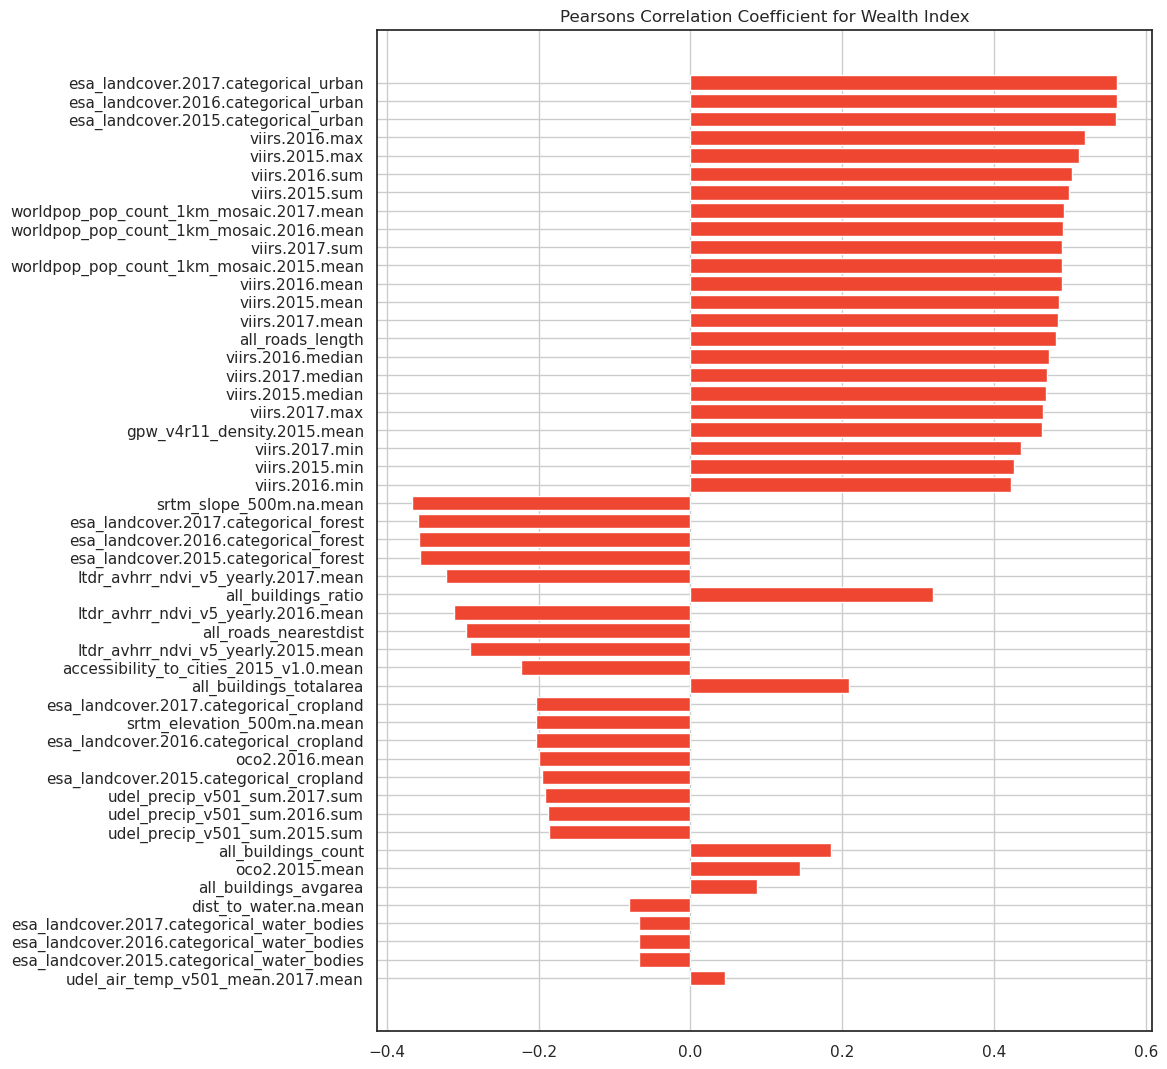 Pearsons Correlation Coefficient for Wealth Index
esa_landcover.2017.categorical_urban
esa_landcover.2016.categorical_urban
esa_landcover.2015.categorical_urban
viirs.2016.max
viirs.2015.max
viirs.2016.sum
viirs.2015.sum
worldpop_pop_count_1km_mosaic.2017.mean
worldpop_pop_count_1km_mosaic.2016.mean
viirs.2017.sum
worldpop_pop_count_1km_mosaic.2015.mean
viirs.2016.mean
viirs.2015.mean
viirs.2017.mean
all_roads_length
viirs.2016.median
viirs.2017.median
viirs.2015.median
viirs.2017.max
gpw_v4r11_density.2015.mean
viirs.2017.min
viirs.2015.min
viirs.2016.min
srtm_slope_500m.na.mean
esa_landcover.2017.categorical_forest
esa_landcover.2016.categorical_forest
esa_landcover.2015.categorical_forest
ltdr_avhrr_ndvi_v5_yearly.2017.mean
all_buildings_ratio
ltdr_avhrr_ndvi_v5_yearly.2016.mean
all_roads_nearestdist
ltdr_avhrr_ndvi_v5_yearly.2015.mean
accessibility_to_cities_2015_v1.0.mean
all_buildings_totalarea
esa_landcover.2017.categorical_cropland
srtm_elevation_500m.na.mean
esa_landcover.2016.categorical_cropland
oco2.2016.mean
esa_landcover.2015.categorical_cropland
udel_precip_v501_sum.2017.sum
udel_precip_v501_sum.2016.sum
udel_precip_v501_sum.2015.sum
all_buildings_count
oco2.2015.mean
all_buildings_avgarea
dist_to_water.na.mean
esa_landcover.2017.categorical_water_bodies
esa_landcover.2016.categorical_water_bodies
esa_landcover.2015.categorical_water_bodies
udel_air_temp_v501_mean.2017.mean
−0.4 −0.2 0.0 0.2 0.4 0.6